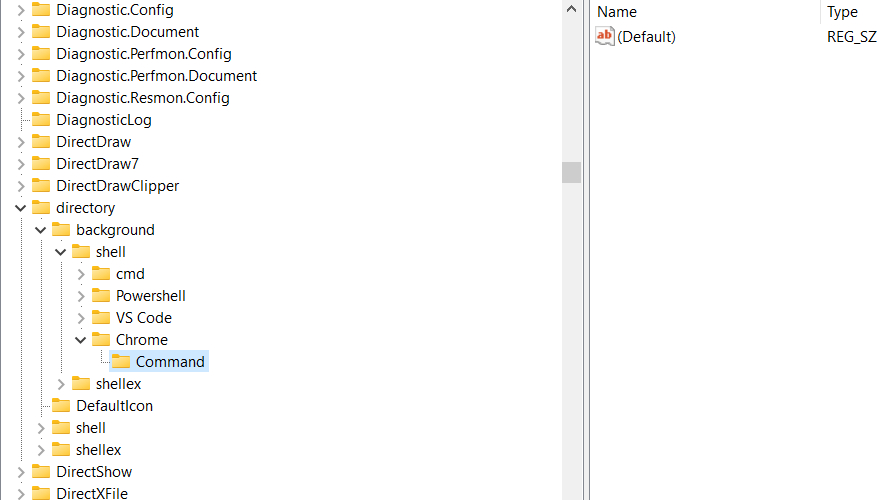 Diagnostic.Config
Diagnostic.Document
Diagnostic.Perfmon.Config
Diagnostic.Perfmon.Document
Diagnostic.Resmon.Config
DiagnosticLog
DirectDraw
DirectDraw7
DirectDrawClipper
directory
background
shell
cmd
Powershell
VS Code
Chrome
Command
shellex
DefaultIcon
shell
shellex
DirectShow
DirectXFile
Name Type
ab (Default) REG_SZ